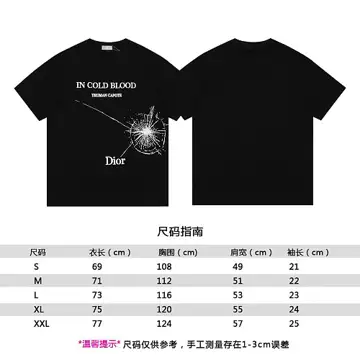 IN COLD BLOOD
TRUMAN CAPOTE
Dior
尺码指南
尺码 衣长（cm） 胸围(cm) 肩宽（cm） 袖长（cm）
S 69 108 49 21
M 71 112 51 22
L 73 116 53 23
XL 75 120 55 24
XXL 77 124 57 25
*温馨提示* 尺码仅供参考，手工测量存在1-3cm误差